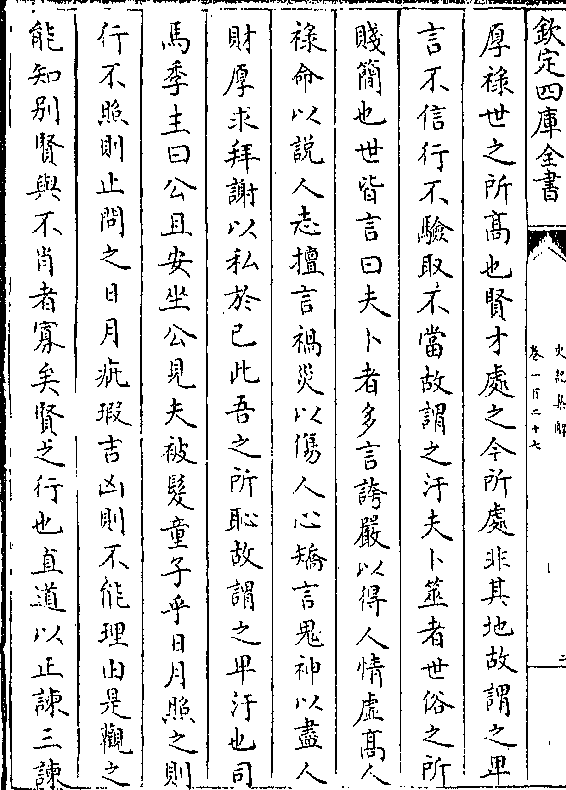 欽定四庫全書
史記集解
卷一百二十七
二
厚祿世之所髙也賢才處之今所處非其地故謂之卑
言不信行不驗取不當故謂之汙夫卜筮者世俗之所
賤簡也世皆言曰夫卜者多言誇嚴以得人情虚髙人
祿命以説人志擅言禍災以傷人心矯言鬼神以盡人
財厚求拜謝以私於己此吾之所恥故謂之卑汙也司
馬季主曰公且安坐公見夫被髮童子乎日月照之則
行不照則止問之日月疵瑕吉凶則不能理由是觀之
能知别賢與不肖者寡矣賢之行也直道以正諫三諫